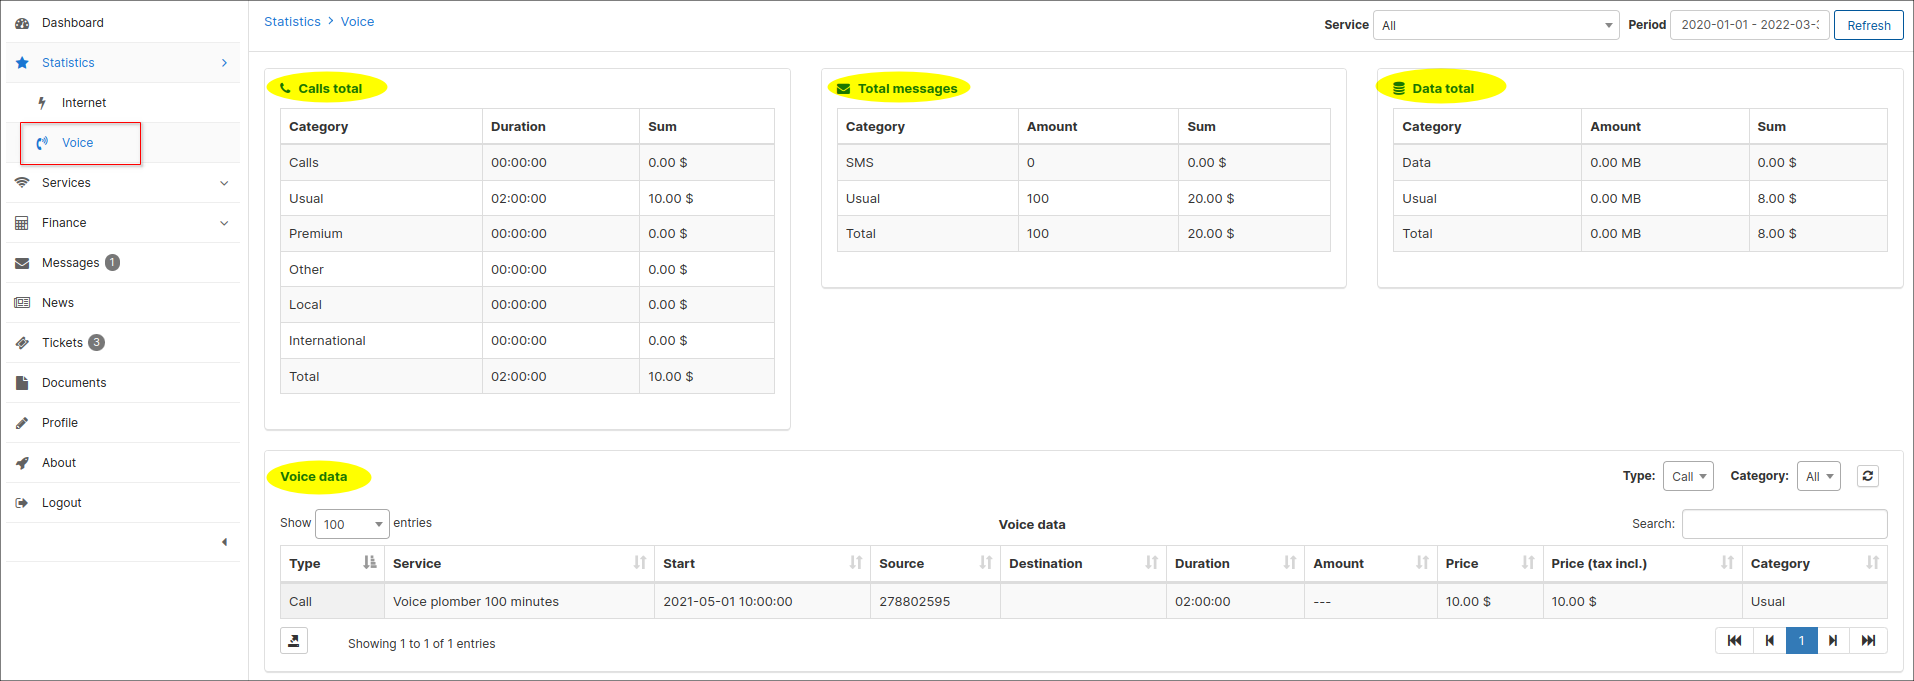 Dashboard
Statistics
Internet
Voice
Services
Finance
Messages 1
News
Tickets 3
Documents
Profile
About
Logout
Statistics > Voice
Service All Period 2020-01-01 - 2022-03- Refresh
Calls total
Category Duration Sum
Calls 00:00:00 0.00 $
Usual 02:00:00 10.00 $
Premium 00:00:00 0.00 $
Other 00:00:00 0.00 $
Local 00:00:00 0.00 $
International 00:00:00 0.00 $
Total 02:00:00 10.00 $
Total messages
Category Amount Sum
SMS 0 0.00 $
Usual 100 20.00 $
Total 100 20.00 $
Data total
Category Amount Sum
Data 0.00 MB 0.00 $
Usual 0.00 MB 8.00 $
Total 0.00 MB 8.00 $
Voice data
Type: Call Category: All
Show 100 entries
Voice data
Search:
Type Service Start Source Destination Duration Amount Price Price (tax incl.) Category
Call Voice plomber 100 minutes 2021-05-01 10:00:00 278802595 02:00:00 --- 10.00 $ 10.00 $ Usual
Showing 1 to 1 of 1 entries
1